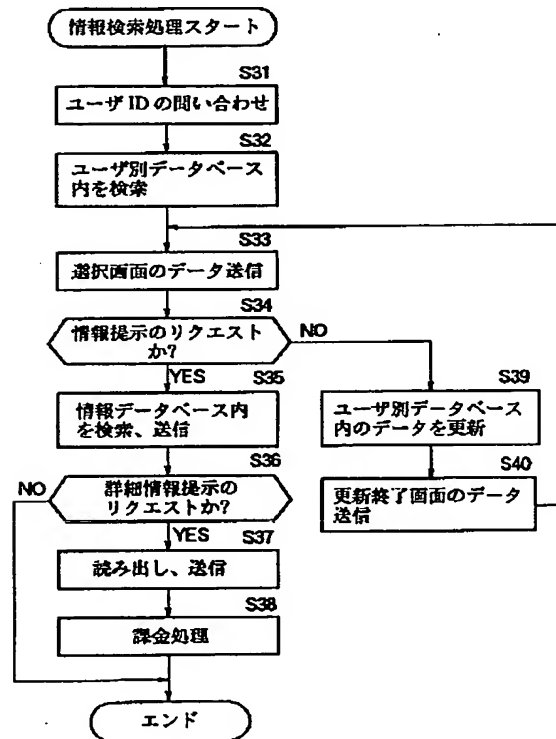 情報検索処理スタート
S31
ユーザ ID の問い合わせ
S32
ユーザ別データベース
内を検索
S33
選択画面のデータ送信
S34
情報提示のリクエスト
か?
NO
YES
S35
情報データベース内
を検索、送信
S36
NO
詳細情報提示の
リクエストか?
YES
S37
読み出し、送信
S38
課金処理
エンド
S39
ユーザ別データベース
内のデータを更新
S40
更新終了画面のデータ
送信